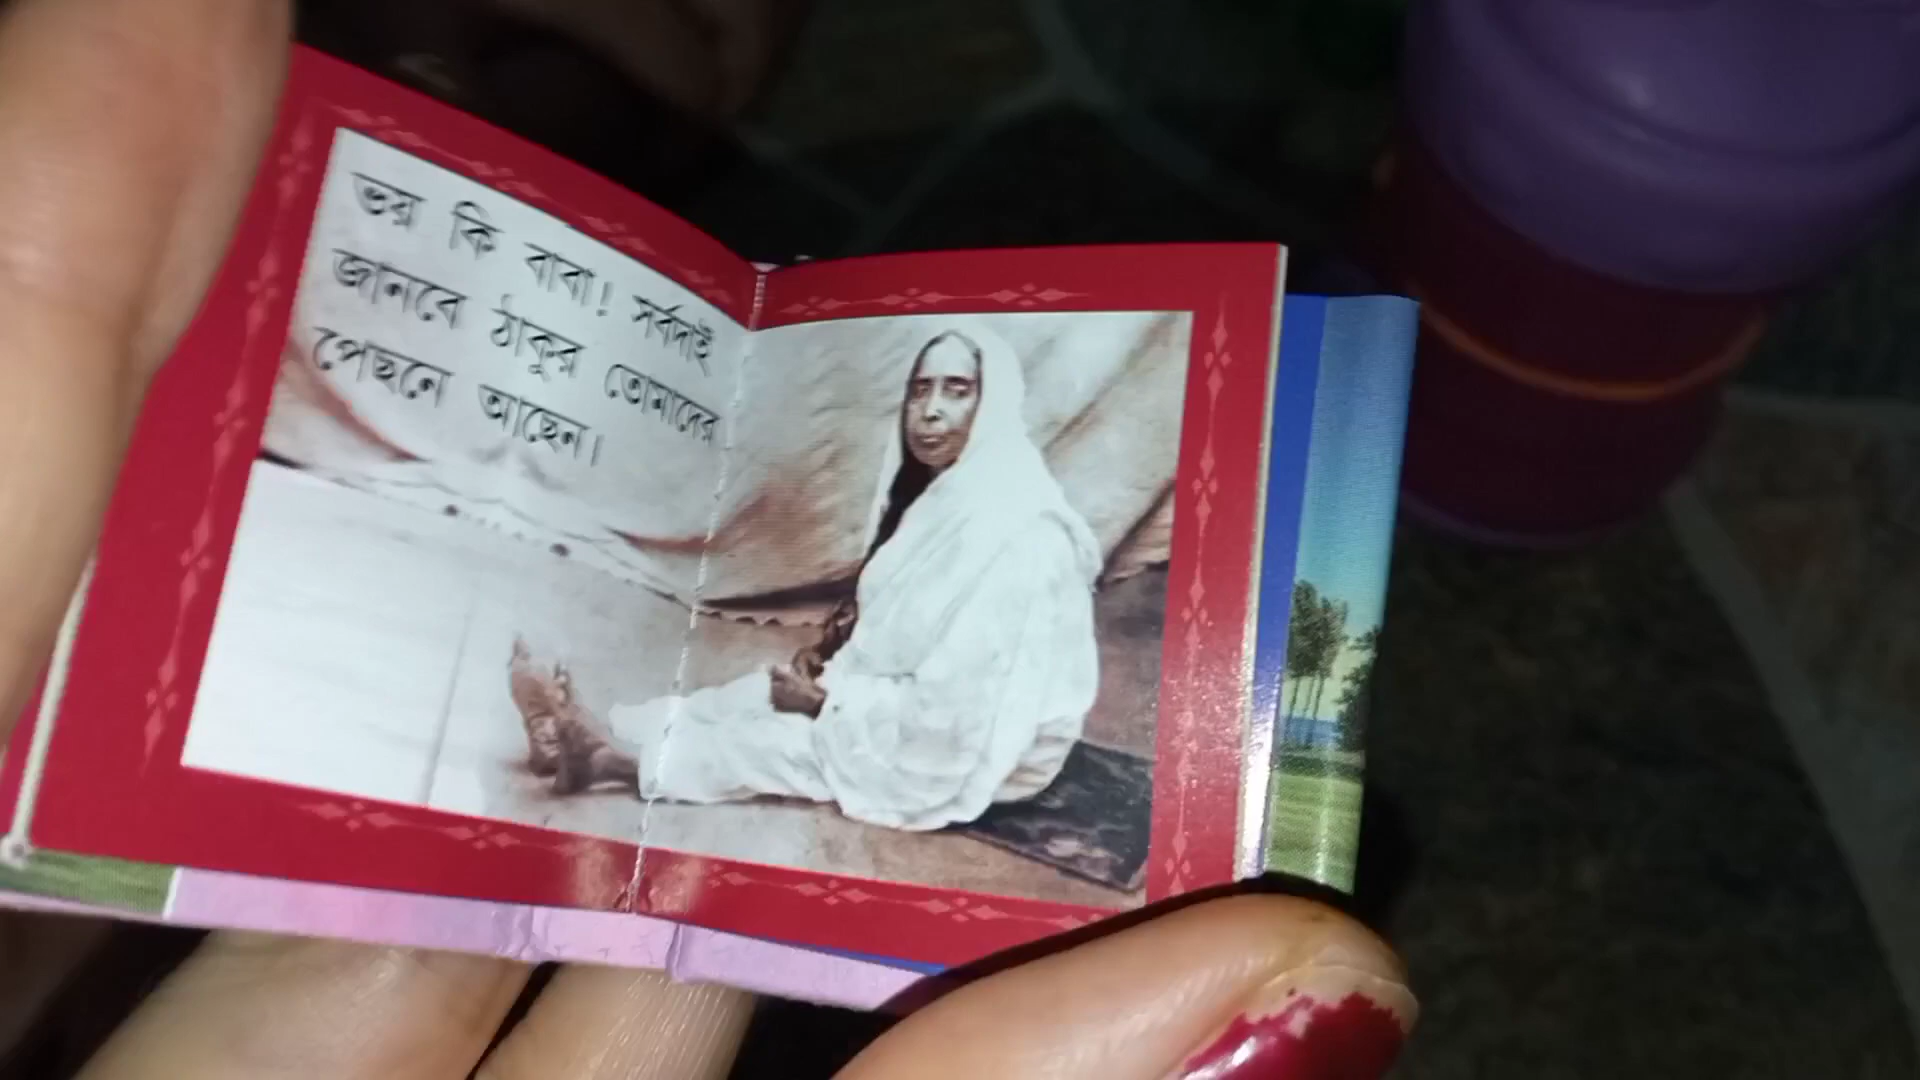 ভয় কি বাবা! সর্বদাই
জানবে ঠাকুর তোমাদের
পেছনে আছেন।